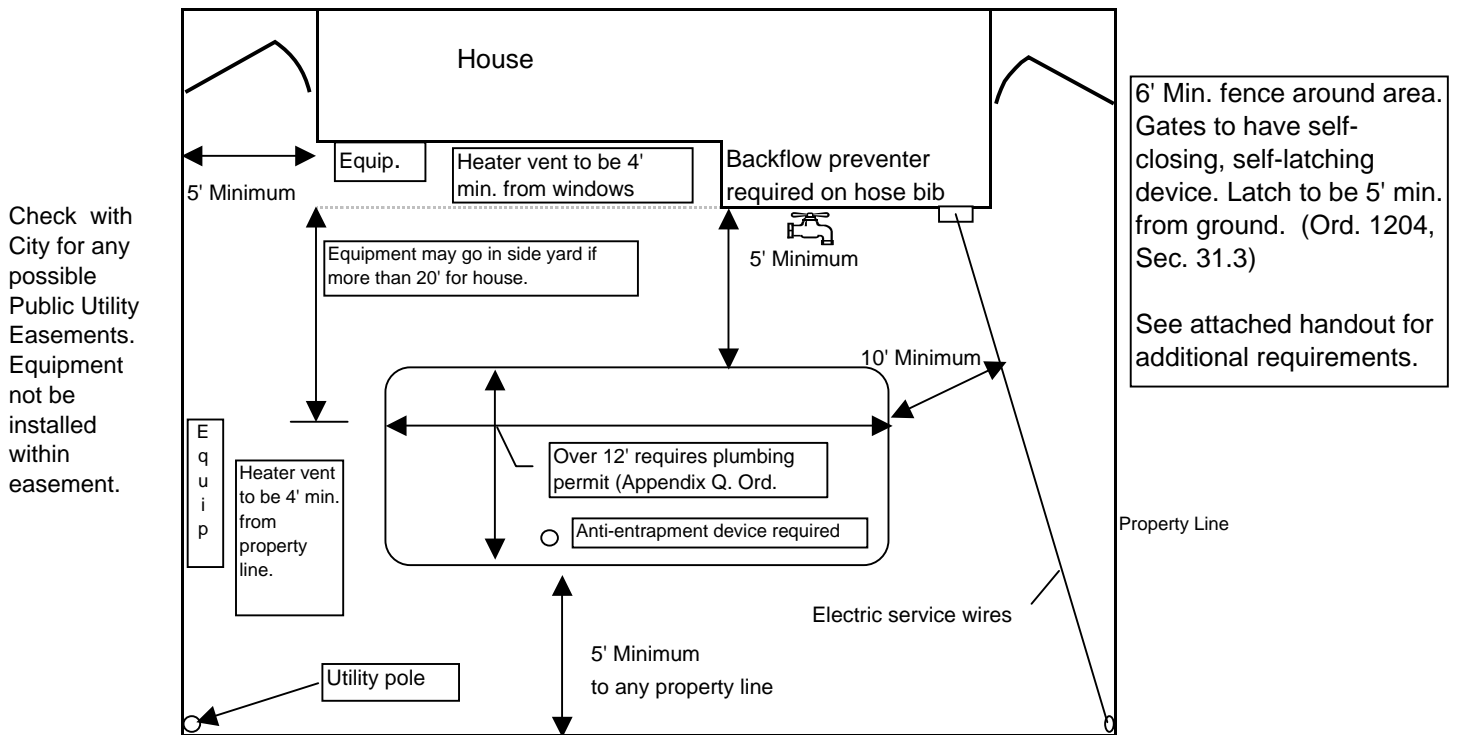 House
6' Min. fence around area.
Gates to have self-
closing, self-latching
device. Latch to be 5' min.
from ground.  (Ord. 1204,
Sec. 31.3)
See attached handout for
additional requirements.
Equip.
Heater vent to be 4'
min. from windows
Backflow preventer
required on hose bib
5' Minimum
Check  with
City for any
possible
Public Utility
Easements.
Equipment
not be
installed
within
easement.
Equipment may go in side yard if
more than 20' for house.
5' Minimum
10' Minimum
E
q
u
i
p
Heater vent
to be 4' min.
from
property
line.
Over 12' requires plumbing
permit (Appendix Q. Ord.
Anti-entrapment device required
Property Line
Electric service wires
5' Minimum
to any property line
Utility pole